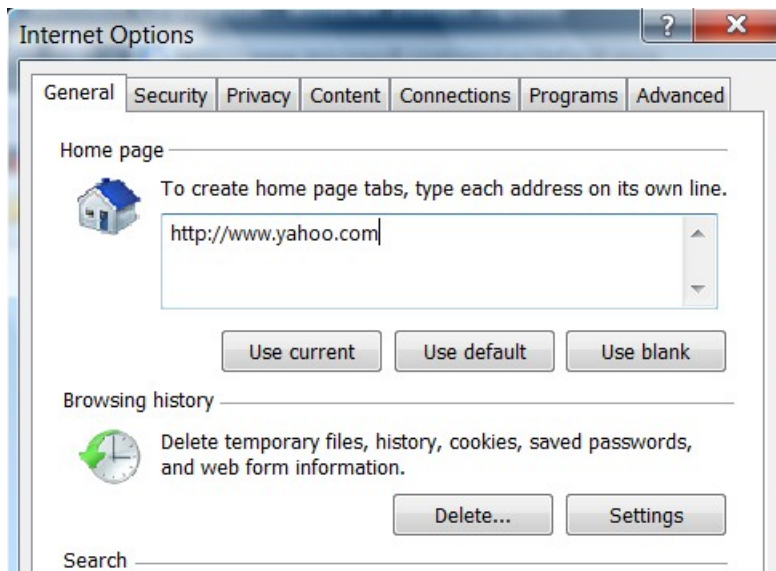 Internet Options
?
General Security Privacy Content Connections Programs Advanced
Home page
To create home page tabs, type each address on its own line.
http://www.yahoo.com
Use current Use default Use blank
Browsing history
Delete temporary files, history, cookies, saved passwords,
and web form information.
Delete... Settings
Search